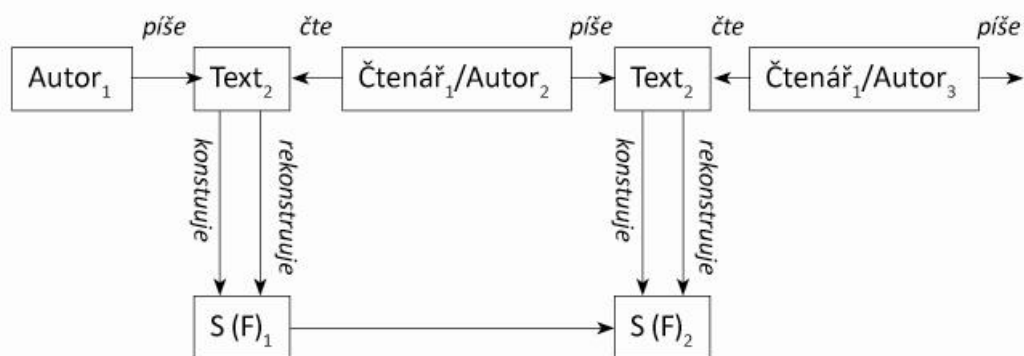 píše čte píše čte píše
Autor₁ Text₂ Čtenář₁/Autor₂ Text₂ Čtenář₁/Autor₃
konstuuje rekonstruuje konstuuje rekonstruuje
S (F)₁ S (F)₂